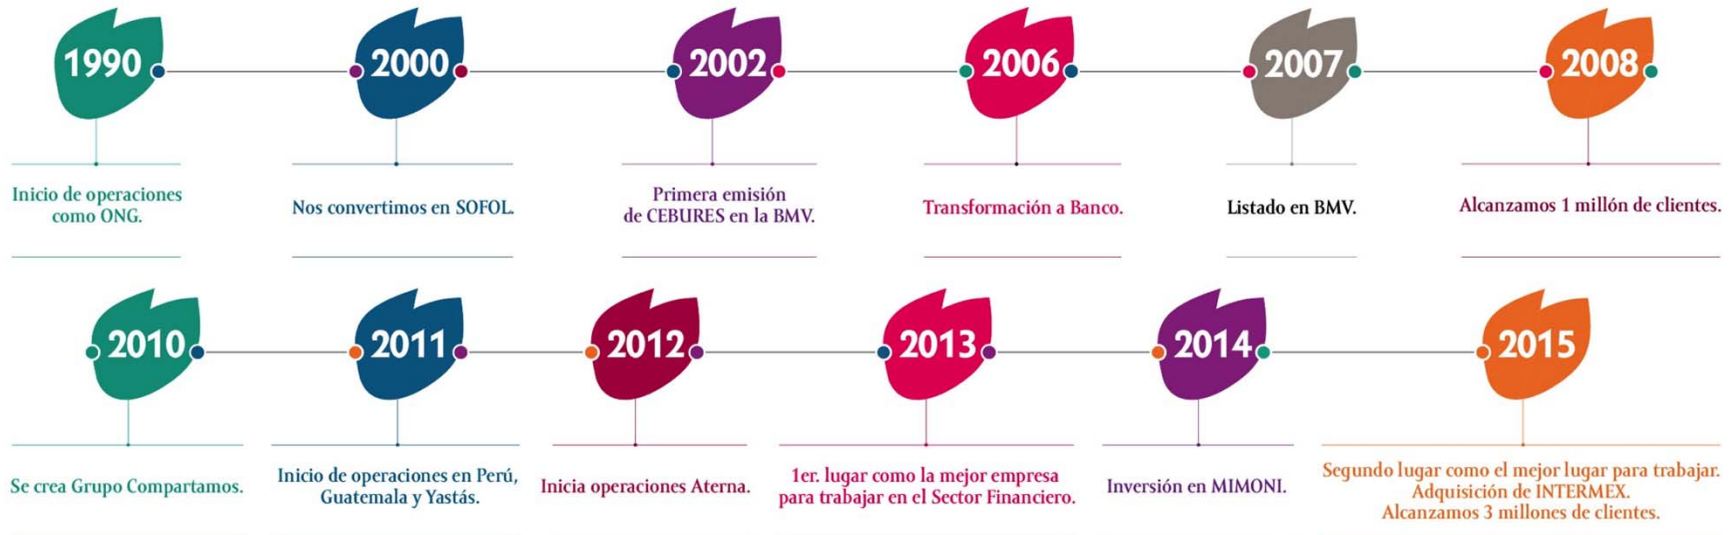 1990
2000
2002
2006
2007
2008
Inicio de operaciones
como ONG.
Nos convertimos en SOFOL.
Primera emisión
de CEBURES en la BMV.
Transformación a Banco.
Listado en BMV.
Alcanzamos 1 millón de clientes.
2010
2011
2012
2013
2014
2015
Se crea Grupo Compartamos.
Inicio de operaciones en Perú,
Guatemala y Yastás.
Inicia operaciones Aterna.
1er. lugar como la mejor empresa
para trabajar en el Sector Financiero.
Inversión en MIMONI.
Segundo lugar como el mejor lugar para trabajar.
Adquisición de INTERMEX.
Alcanzamos 3 millones de clientes.